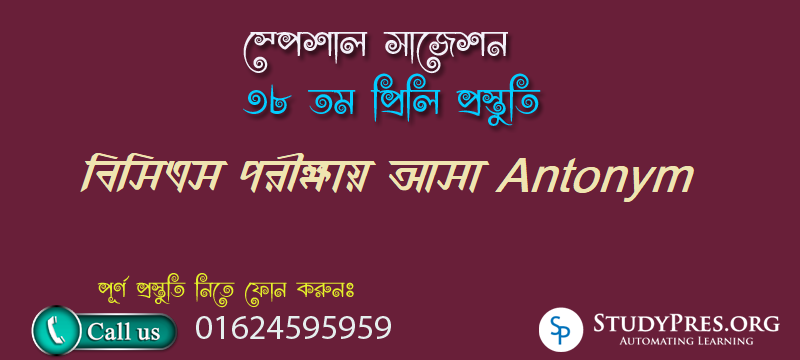 স্পেশাল সাজেশন
৩৮ তম প্রিলি প্রস্তুতি
বিসিএস পরীক্ষায় আসা Antonym
পূর্ণ প্রস্তুতি নিতে ফোন করুনঃ
Call us 01624595959
SP STUDYPRES.ORG
AUTOMATING LEARNING